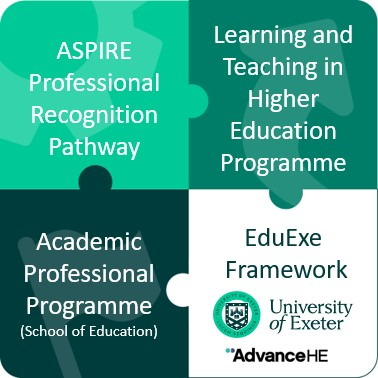 ASPIRE
Professional
Recognition
Pathway
Learning and
Teaching in
Higher
Education
Programme
Academic
Professional
Programme
(School of Education)
EduExe
Framework
University
of Exeter
AdvanceHE